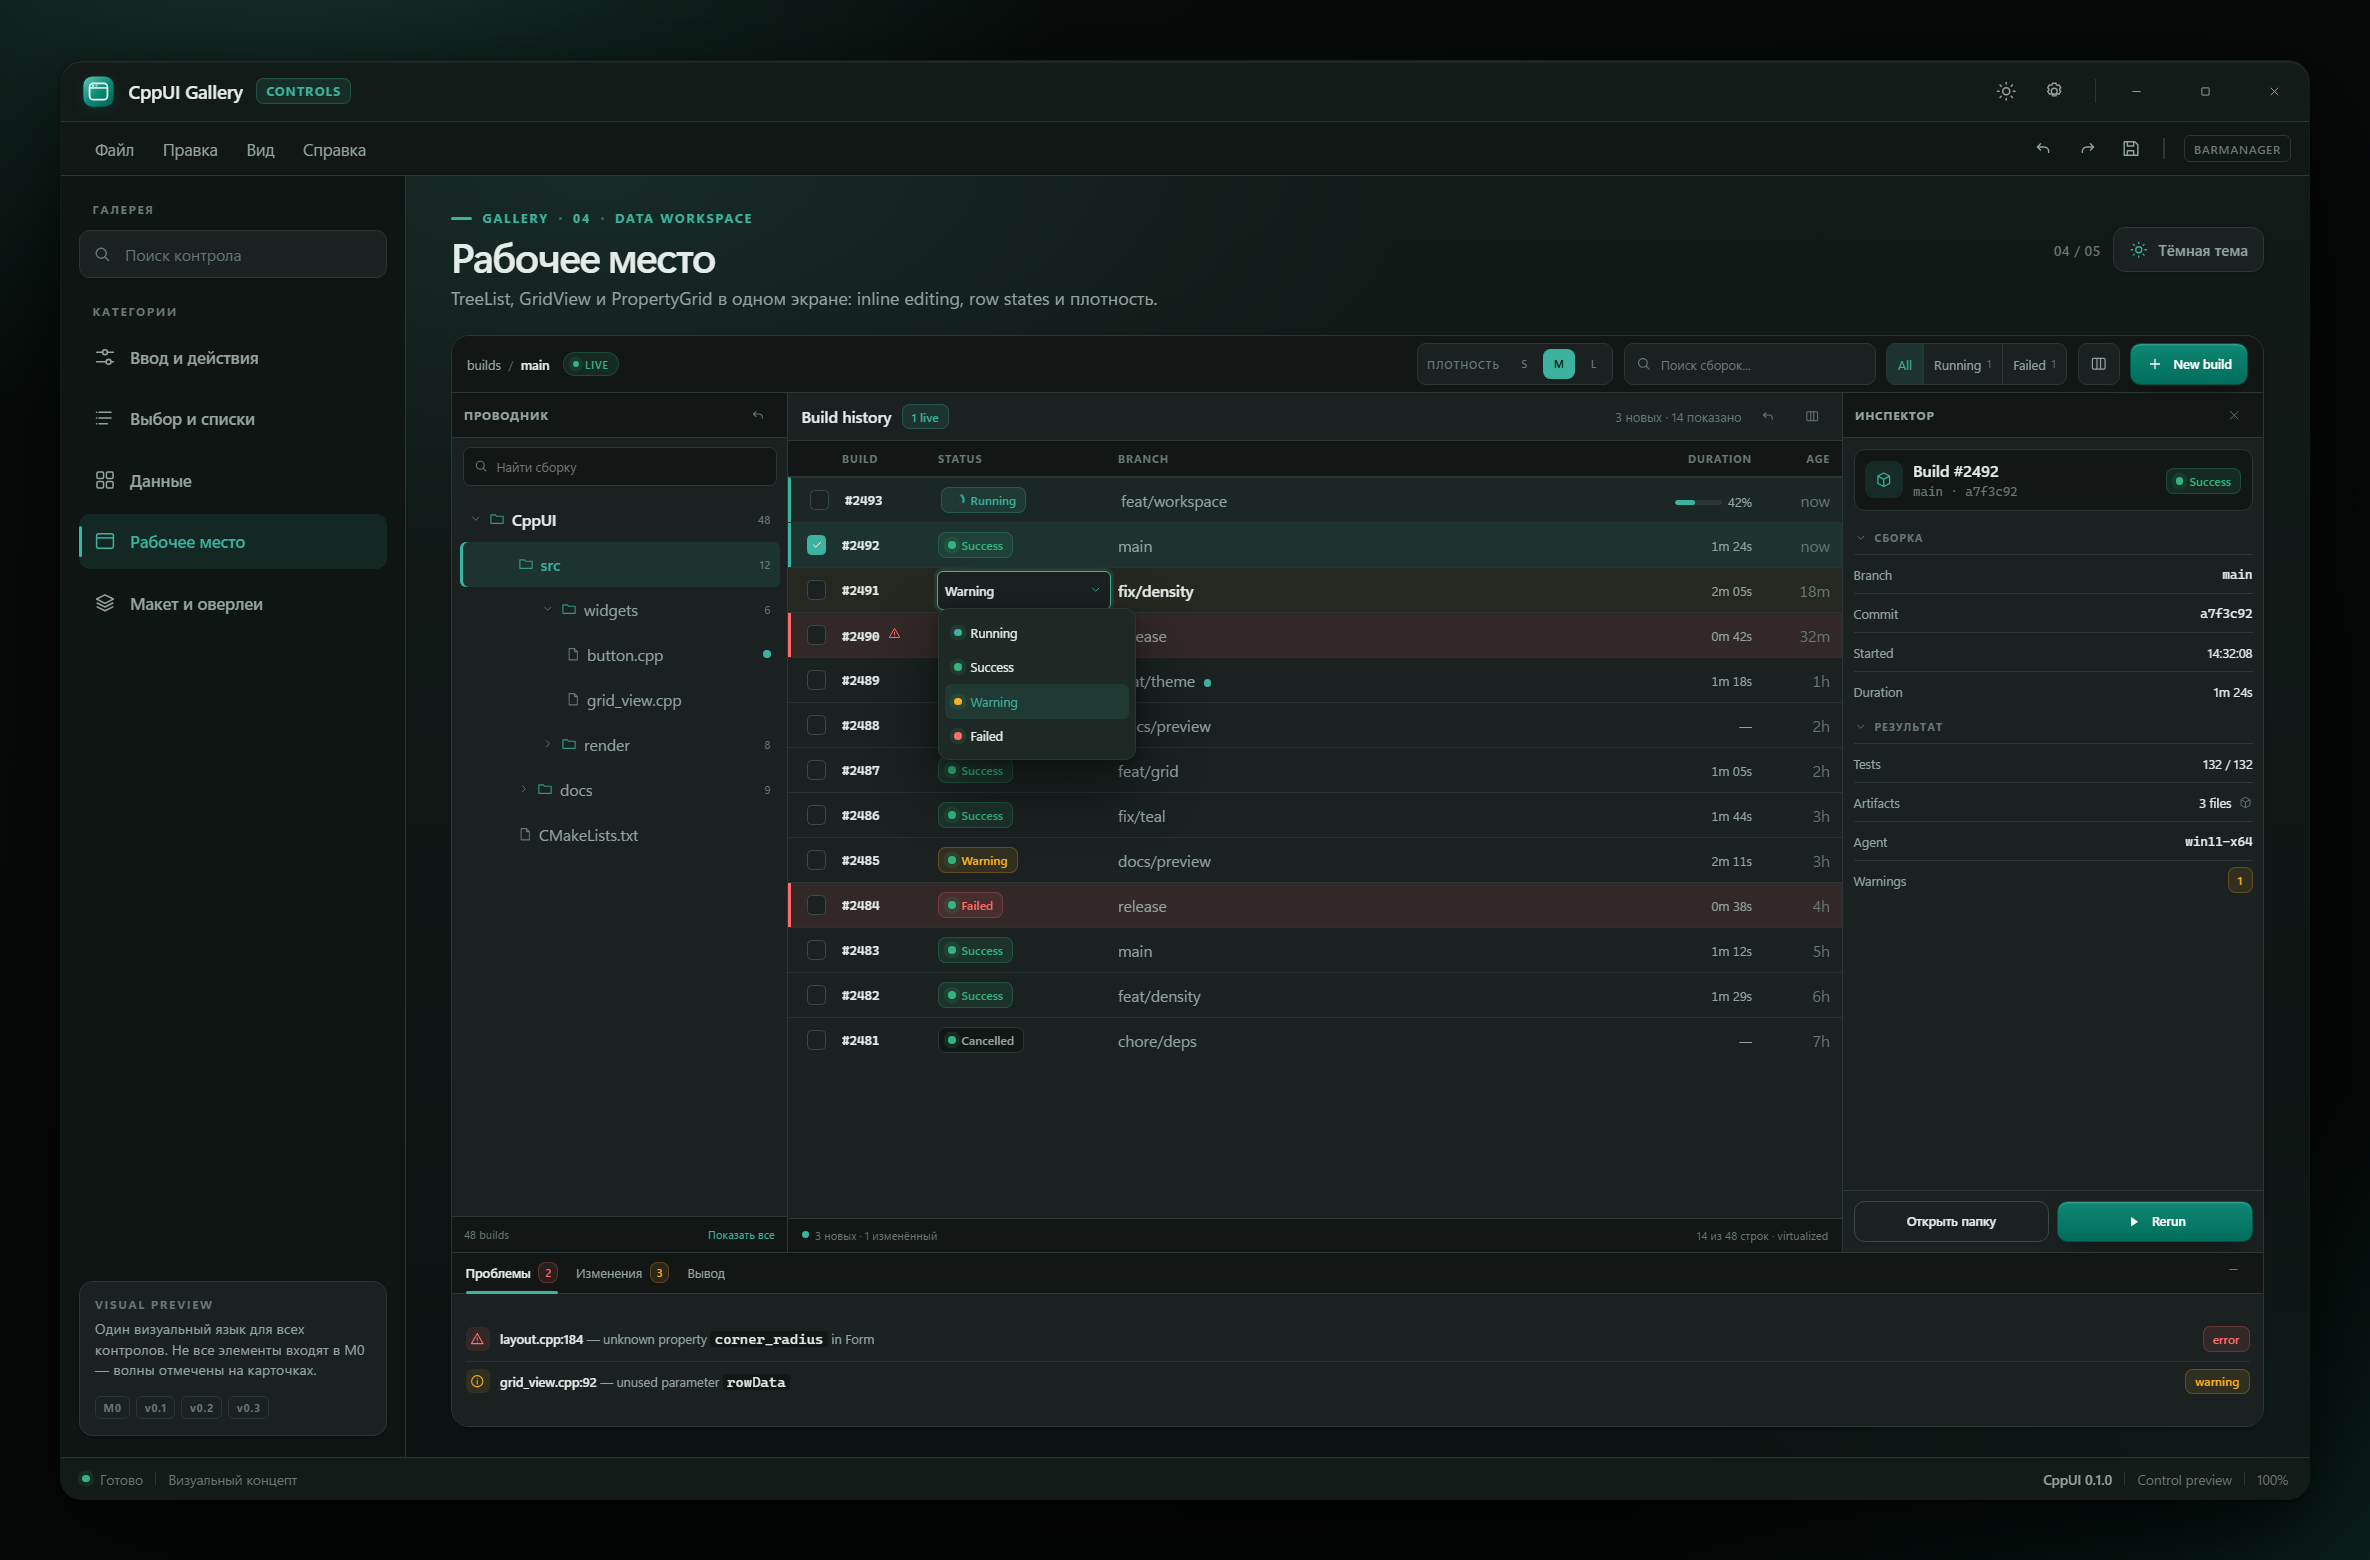 CppUI Gallery CONTROLS
Файл Правка Вид Справка BARMANAGER
ГАЛЕРЕЯ
Поиск контрола
КАТЕГОРИИ
Ввод и действия
Выбор и списки
Данные
Рабочее место
Макет и оверлеи
VISUAL PREVIEW
Один визуальный язык для всех
контролов. Не все элементы входят в M0
— волны отмечены на карточках.
M0 v0.1 v0.2 v0.3
GALLERY · 04 · DATA WORKSPACE
Рабочее место
TreeList, GridView и PropertyGrid в одном экране: inline editing, row states и плотность.
04 / 05 Тёмная тема
builds / main LIVE
ПЛОТНОСТЬ S M L Поиск сборок... All Running 1 Failed 1 New build
ПРОВОДНИК
Найти сборку
CppUI 48
src 12
widgets 6
button.cpp
grid_view.cpp
render 8
docs 9
CMakeLists.txt
48 builds Показать все
Build history 1 live 3 новых · 14 показано
BUILD STATUS BRANCH DURATION AGE
#2493 Running feat/workspace 42% now
#2492 Success main 1m 24s now
#2491 Warning fix/density 2m 05s 18m
#2490 ease 0m 42s 32m
#2489 at/theme 1m 18s 1h
#2488 cs/preview — 2h
#2487 Success feat/grid 1m 05s 2h
#2486 Success fix/teal 1m 44s 3h
#2485 Warning docs/preview 2m 11s 3h
#2484 Failed release 0m 38s 4h
#2483 Success main 1m 12s 5h
#2482 Success feat/density 1m 29s 6h
#2481 Cancelled chore/deps — 7h
Running
Success
Warning
Failed
3 новых · 1 изменённый 14 из 48 строк · virtualized
ИНСПЕКТОР
Build #2492
main · a7f3c92
Success
СБОРКА
Branch main
Commit a7f3c92
Started 14:32:08
Duration 1m 24s
РЕЗУЛЬТАТ
Tests 132 / 132
Artifacts 3 files
Agent win11-x64
Warnings 1
Открыть папку Rerun
Проблемы 2 Изменения 3 Вывод
layout.cpp:184 — unknown property corner_radius in Form error
grid_view.cpp:92 — unused parameter rowData warning
Готово Визуальный концепт CppUI 0.1.0 Control preview 100%